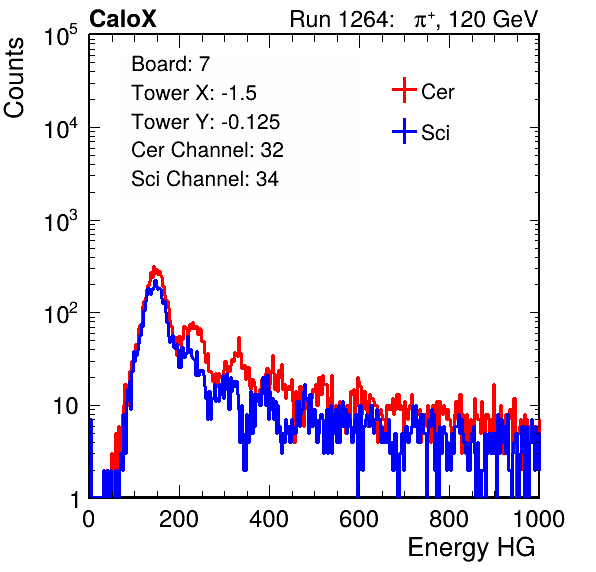 CaloX Run 1264: π⁺, 120 GeV
Counts
10⁵
10⁴
10³
10²
10
1
Board: 7
Tower X: -1.5
Tower Y: -0.125
Cer Channel: 32
Sci Channel: 34
Cer
Sci
0 200 400 600 800 1000
Energy HG